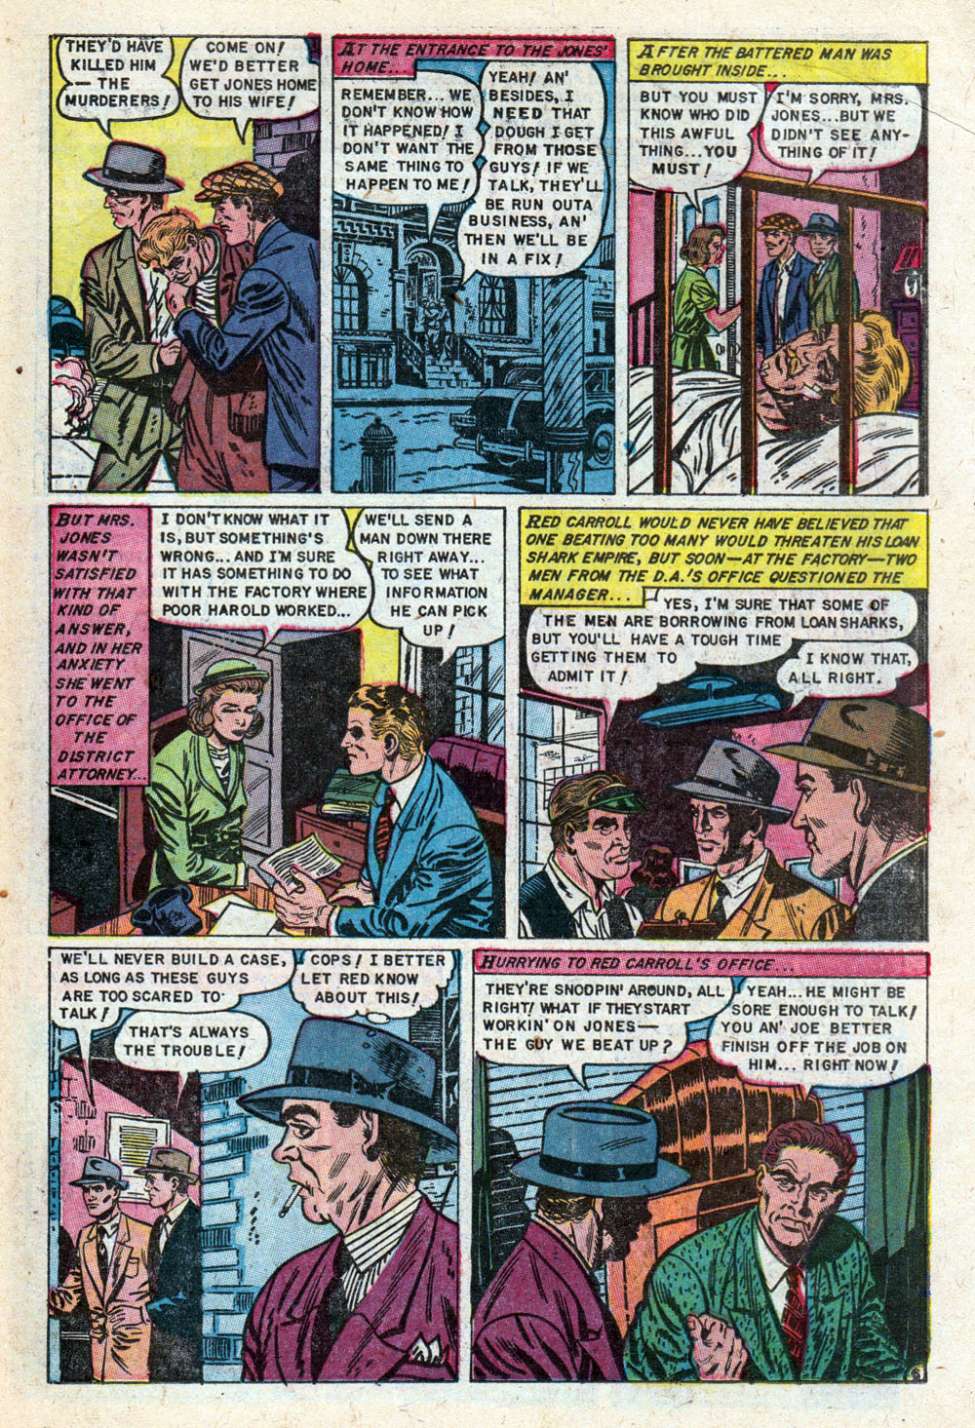 THEY'D HAVE
KILLED HIM
— THE
MURDERERS!
COME ON!
WE'D BETTER
GET JONES HOME
TO HIS WIFE!
AT THE ENTRANCE TO THE JONES'
HOME...
REMEMBER... WE
DON'T KNOW HOW
IT HAPPENED! I
DON'T WANT THE
SAME THING TO
HAPPEN TO ME!
YEAH! AN'
BESIDES, I
NEED THAT
DOUGH I GET
FROM THOSE
GUYS! IF WE
TALK, THEY'LL
BE RUN OUTA
BUSINESS, AN'
THEN WE'LL BE
IN A FIX!
AFTER THE BATTERED MAN WAS
BROUGHT INSIDE...
BUT YOU MUST
KNOW WHO DID
THIS AWFUL
THING...YOU
MUST!
I'M SORRY, MRS.
JONES...BUT WE
DIDN'T SEE ANY-
THING OF IT!
BUT MRS.
JONES
WASN'T
SATISFIED
WITH THAT
KIND OF
ANSWER,
AND IN HER
ANXIETY
SHE WENT
TO THE
OFFICE OF
THE
DISTRICT
ATTORNEY...
I DON'T KNOW WHAT IT
IS, BUT SOMETHING'S
WRONG... AND I'M SURE
IT HAS SOMETHING TO DO
WITH THE FACTORY WHERE
POOR HAROLD WORKED...
WE'LL SEND A
MAN DOWN THERE
RIGHT AWAY...
TO SEE WHAT
INFORMATION
HE CAN PICK
UP!
RED CARROLL WOULD NEVER HAVE BELIEVED THAT
ONE BEATING TOO MANY WOULD THREATEN HIS LOAN
SHARK EMPIRE, BUT SOON—AT THE FACTORY—TWO
MEN FROM THE D.A.'S OFFICE QUESTIONED THE
MANAGER...
YES, I'M SURE THAT SOME OF
THE MEN ARE BORROWING FROM LOAN SHARKS,
BUT YOU'LL HAVE A TOUGH TIME
GETTING THEM TO
ADMIT IT!
I KNOW THAT,
ALL RIGHT.
WE'LL NEVER BUILD A CASE,
AS LONG AS THESE GUYS
ARE TOO SCARED TO
TALK!
THAT'S ALWAYS
THE TROUBLE!
COPS! I BETTER
LET RED KNOW
ABOUT THIS!
HURRYING TO RED CARROLL'S OFFICE...
THEY'RE SNOOPIN' AROUND, ALL
RIGHT! WHAT IF THEY START
WORKIN' ON JONES—
THE GUY WE BEAT UP?
YEAH... HE MIGHT BE
SORE ENOUGH TO TALK!
YOU AN' JOE BETTER
FINISH OFF THE JOB ON
HIM... RIGHT NOW!